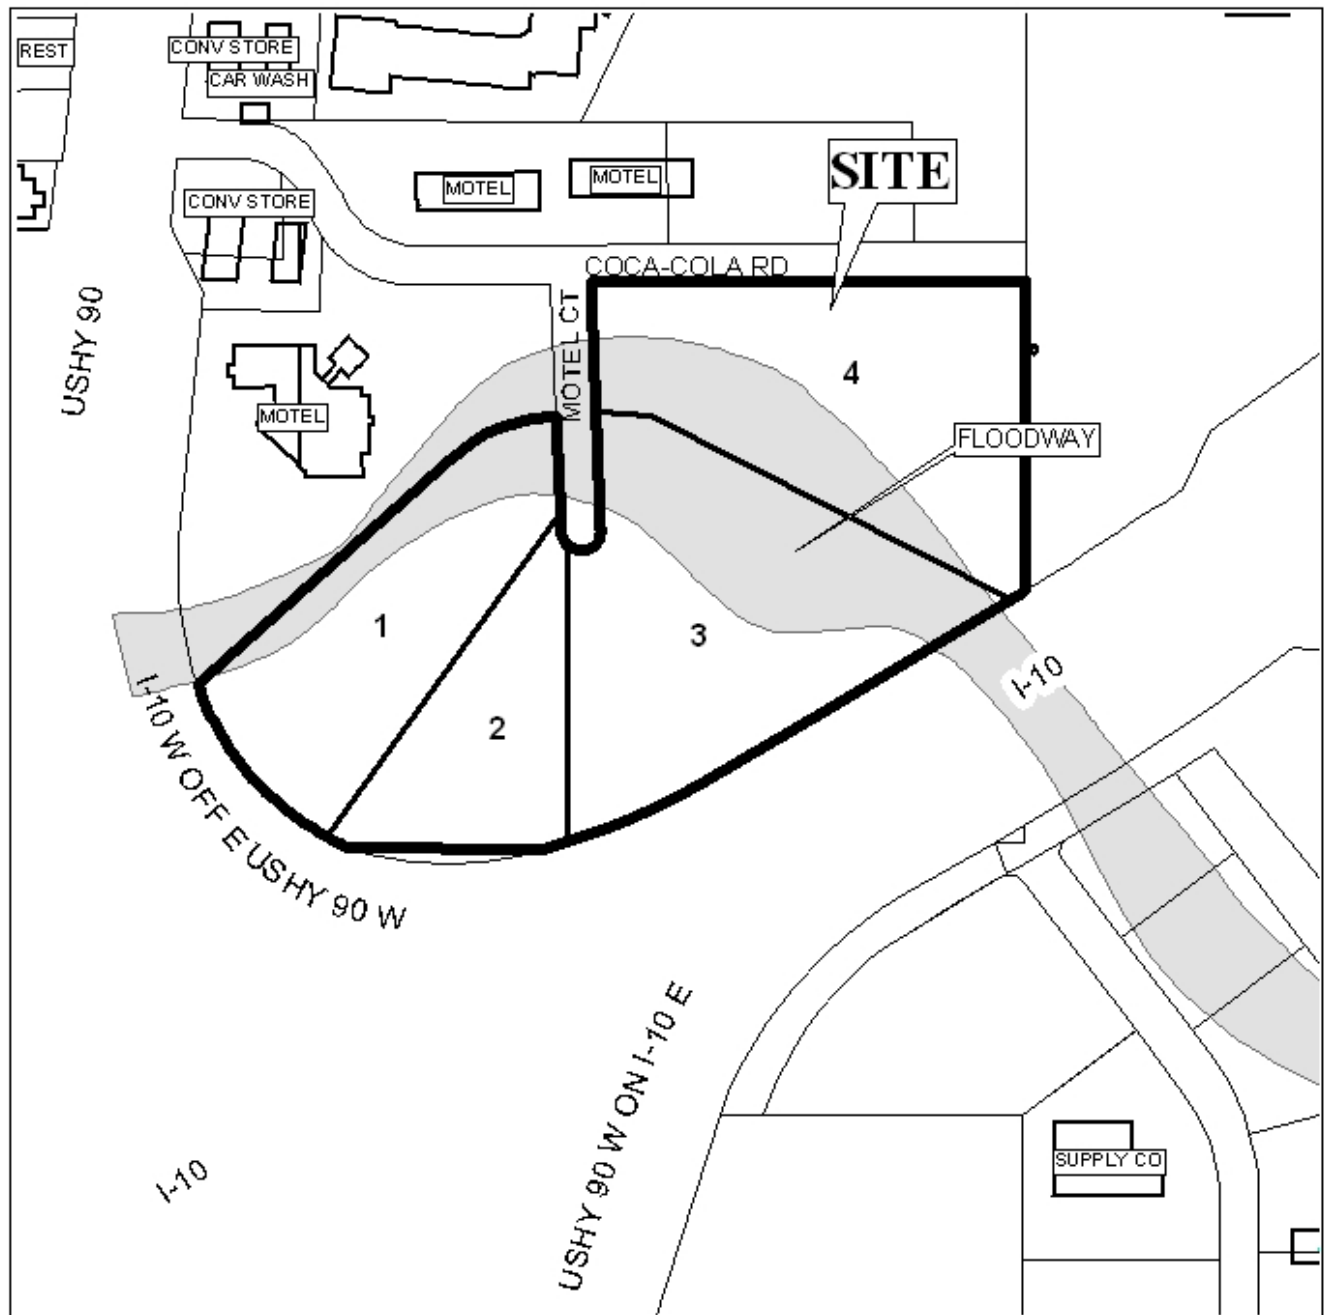 REST
CONV STORE
CAR WASH
SITE
MOTEL
MOTEL
CONV STORE
COCA-COLA RD
USHY 90
MOTEL CT
4
MOTEL
FLOODWAY
1
3
I-10
2
I-10 W OFF E USHY 90 W
USHY 90 W ON I-10 E
I-10
SUPPLY CO